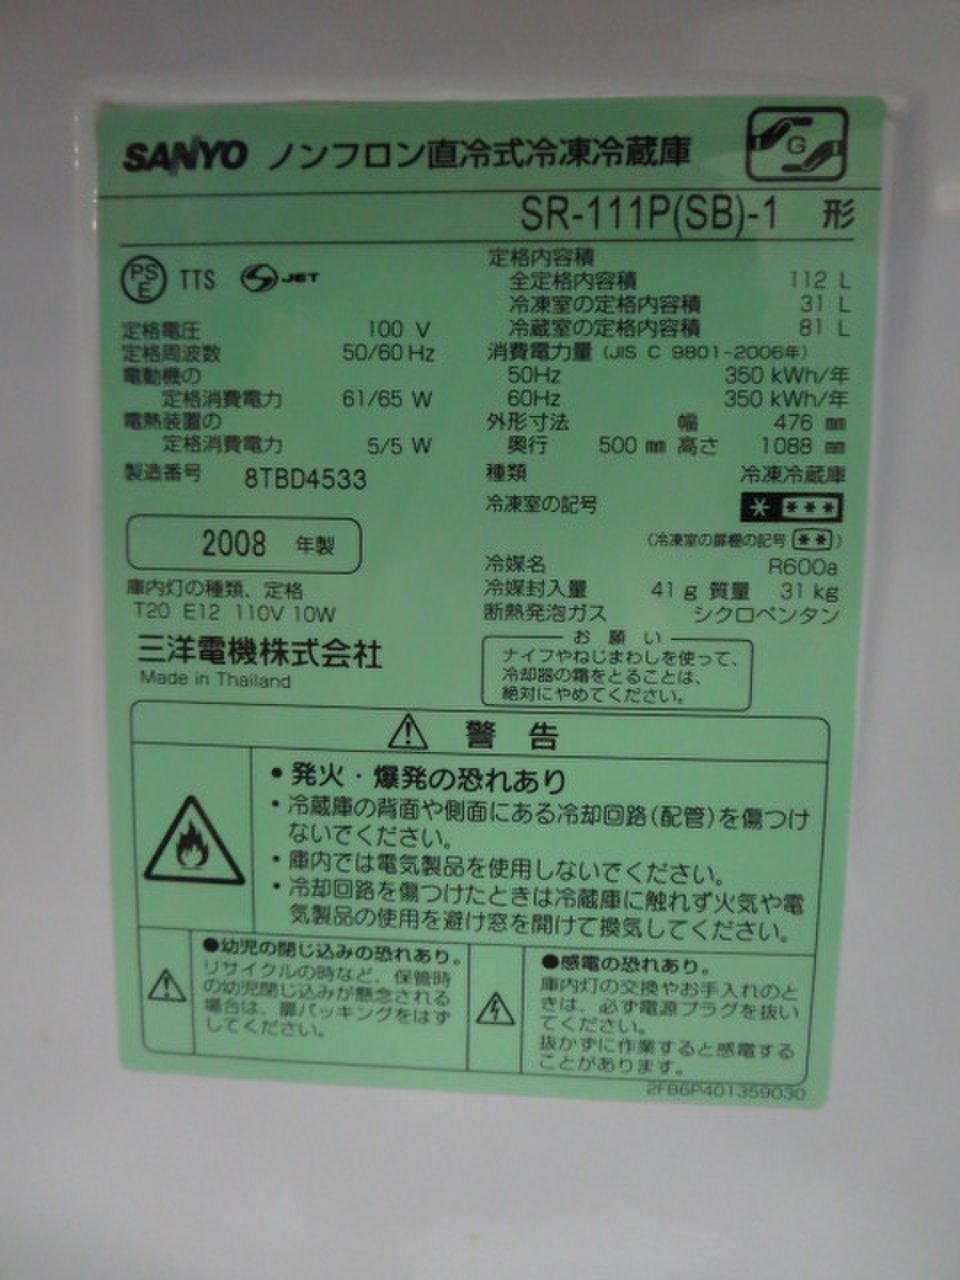 SANYO ノンフロン直冷式冷凍冷蔵庫
G
SR-111P(SB)-1 形
PSE TTS JET
定格電圧 100 V
定格周波数 50/60 Hz
電動機の
定格消費電力 61/65 W
電熱装置の
定格消費電力 5/5 W
製造番号 8TBD4533
2008 年製
庫内灯の種類、定格
T20 E12 110V 10W
三洋電機株式会社
Made in Thailand
定格内容積
全定格内容積 112 L
冷凍室の定格内容積 31 L
冷蔵室の定格内容積 81 L
消費電力量 (JIS C 9801-2006年)
50Hz 350 kWh/年
60Hz 350 kWh/年
外形寸法 幅 476 mm
奥行 500 mm 高さ 1088 mm
種類 冷凍冷蔵庫
冷凍室の記号 * ***
(冷凍室の扉棚の記号 ** )
冷媒名 R600a
冷媒封入量 41 g 質量 31 kg
断熱発泡ガス シクロペンタン
お願い
ナイフやねじまわしを使って、
冷却器の霜をとることは、
絶対にやめてください。
警告
・発火・爆発の恐れあり
・冷蔵庫の背面や側面にある冷却回路(配管)を傷つけ
ないでください。
・庫内では電気製品を使用しないでください。
・冷却回路を傷つけたときは冷蔵庫に触れず火気や電
気製品の使用を避け窓を開けて換気してください。
●幼児の閉じ込みの恐れあり。
リサイクルの時など、保管時
の幼児閉じ込みが懸念される
場合は、扉パッキングをはず
してください。
●感電の恐れあり。
庫内灯の交換やお手入れのと
きは、必ず電源プラグを抜い
てください。
抜かずに作業すると感電する
ことがあります。
2FB6P401359030